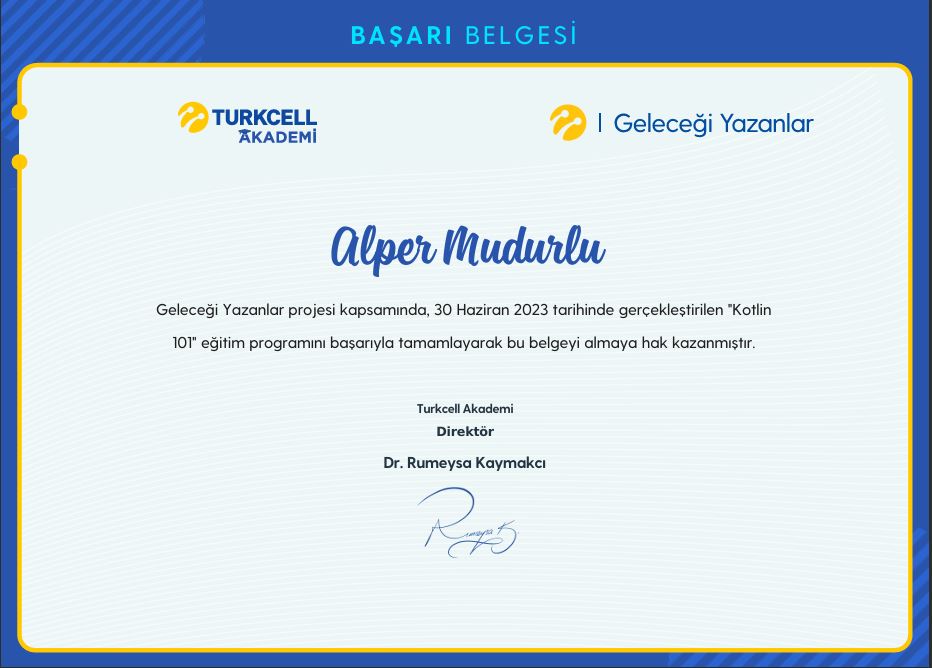 BAŞARI BELGESİ
TURKCELL
AKADEMİ
Geleceği Yazanlar
Alper Mudurlu
Geleceği Yazanlar projesi kapsamında, 30 Haziran 2023 tarihinde gerçekleştirilen "Kotlin
101" eğitim programını başarıyla tamamlayarak bu belgeyi almaya hak kazanmıştır.
Turkcell Akademi
Direktör
Dr. Rumeysa Kaymakcı
Rumeysa K